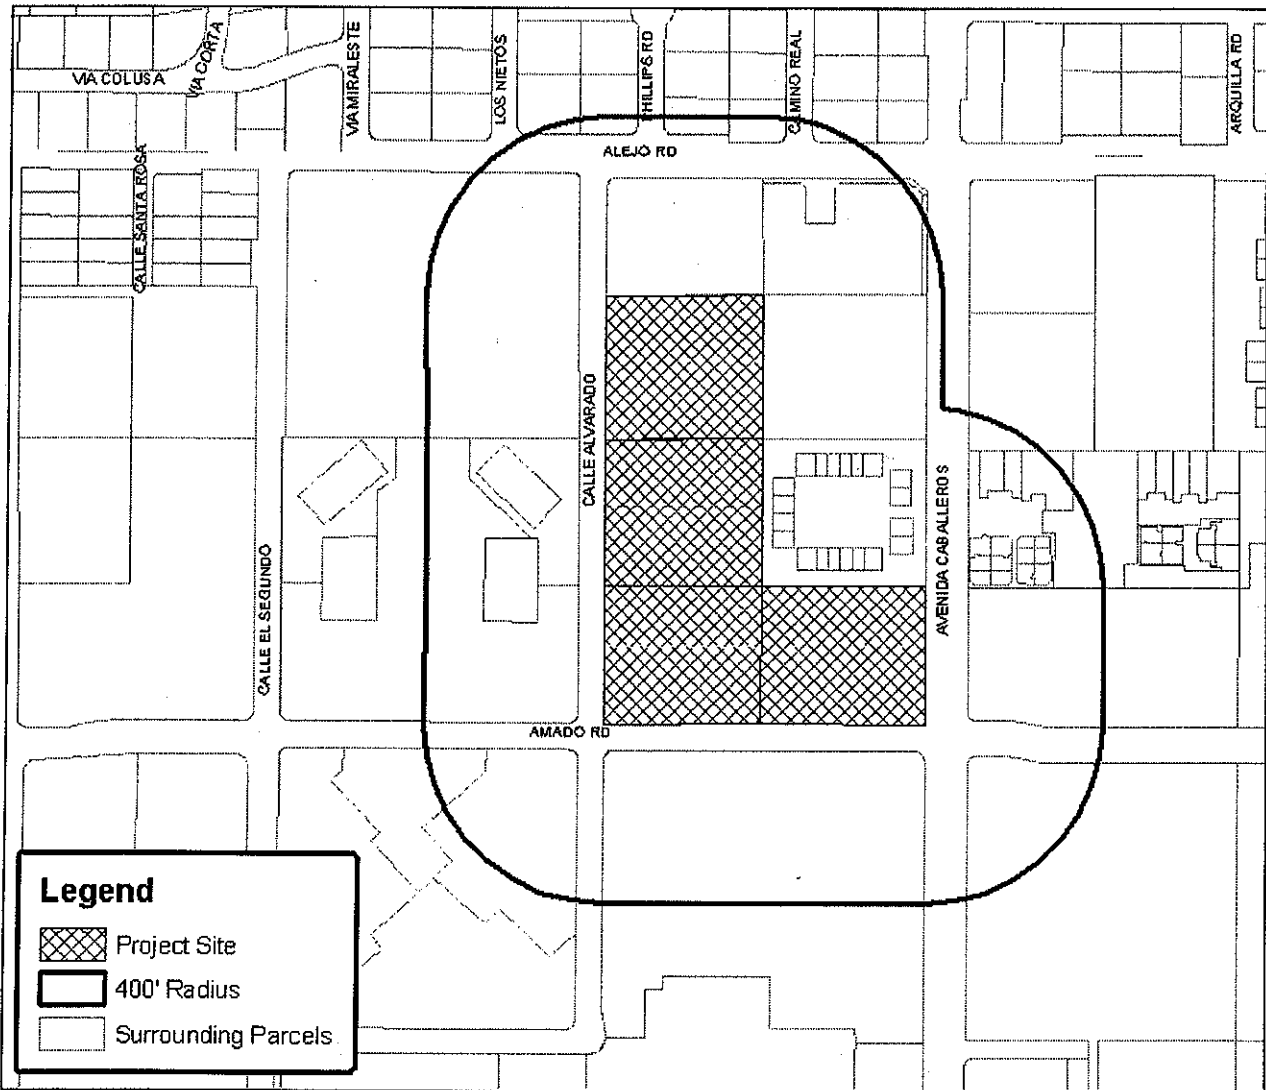 VIA COLUSA
VIA CORTA
VIA MIRALESTE
LOS NIETOS
PHILLIPS RD
CAMINO REAL
ARQUILLA RD
ALEJO RD
CALLE SANTA ROSA
CALLE ALVARADO
AVENIDA CABALLEROS
CALLE EL SEGUNDO
AMADO RD
Legend
Project Site
400' Radius
Surrounding Parcels